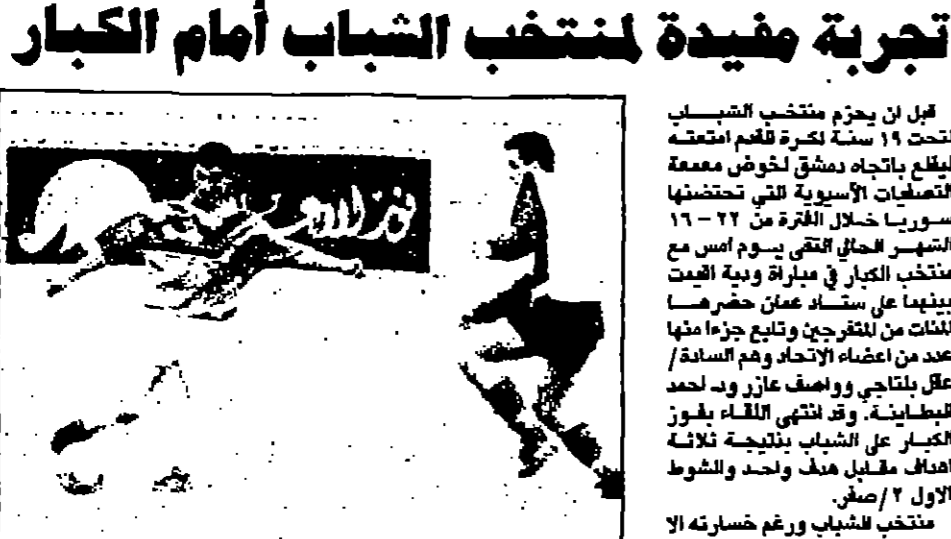 تجربة مفيدة لمنتخب الشباب أمام الكبار
قبل ان يحزم منتخب الشباب
تحت ١٩ سنة لكرة القدم امتعته
ليقلع باتجاه دمشق لخوض معمعة
التصفيات الآسيوية التي تحتضنها
سوريا خلال الفترة من ٢٢ - ١٦
الشهر الحالي التقى يوم امس مع
منتخب الكبار في مباراة ودية اقيمت
بينهما على ستاد عمان حضرها
المئات من المتفرجين وتابع جزءا منها
عدد من اعضاء الاتحاد وهم السادة /
عقل بلتاجي وواصف عازر ود. احمد
البطاينة. وقد انتهى اللقاء بفوز
الكبار على الشباب بنتيجة ثلاثة
اهداف مقابل هدف واحد والشوط
الاول ٢ /صفر.
منتخب الشباب ورغم خسارته الا